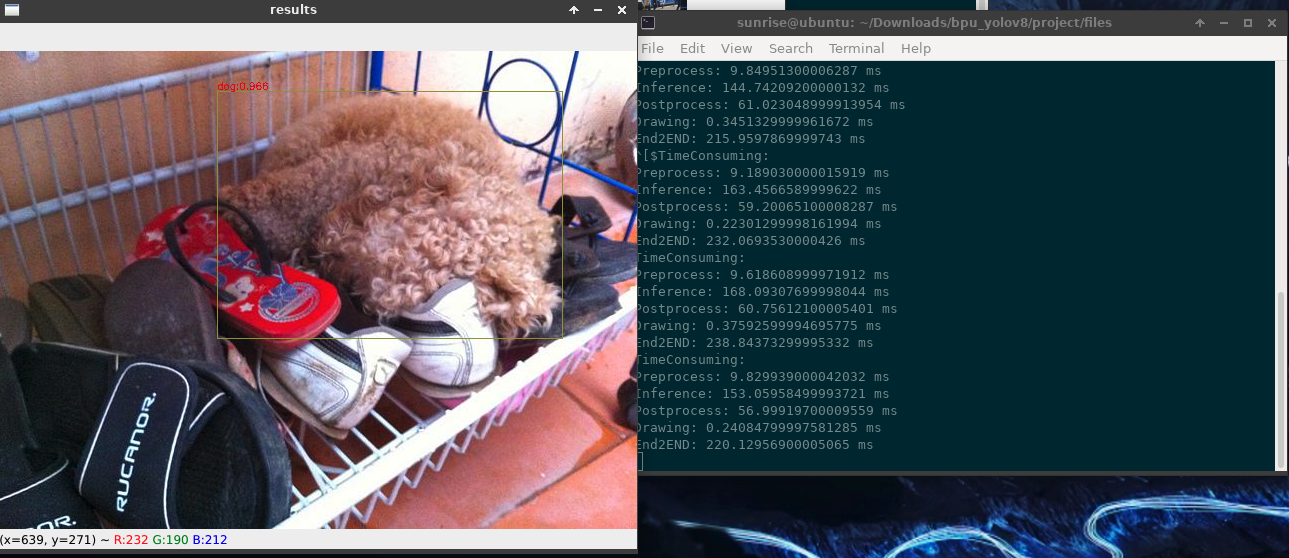 results
dog:0.966
RUCANOR.
NOR.
(x=639, y=271) ~ R:232 G:190 B:212
sunrise@ubuntu: ~/Downloads/bpu_yolov8/project/files
File Edit View Search Terminal Help
Preprocess: 9.84951300006287 ms
Inference: 144.74209200000132 ms
Postprocess: 61.023048999913954 ms
Drawing: 0.3451329999961672 ms
End2END: 215.9597869999743 ms
^[$TimeConsuming:
Preprocess: 9.189030000015919 ms
Inference: 163.4566589999622 ms
Postprocess: 59.20065100008287 ms
Drawing: 0.22301299998161994 ms
End2END: 232.0693530000426 ms
TimeConsuming:
Preprocess: 9.618608999971912 ms
Inference: 168.09307699998044 ms
Postprocess: 60.75612100005401 ms
Drawing: 0.37592599994695775 ms
End2END: 238.84373299995332 ms
TimeConsuming:
Preprocess: 9.829939000042032 ms
Inference: 153.05958499993721 ms
Postprocess: 56.99919700009559 ms
Drawing: 0.24084799997581285 ms
End2END: 220.12956900005065 ms